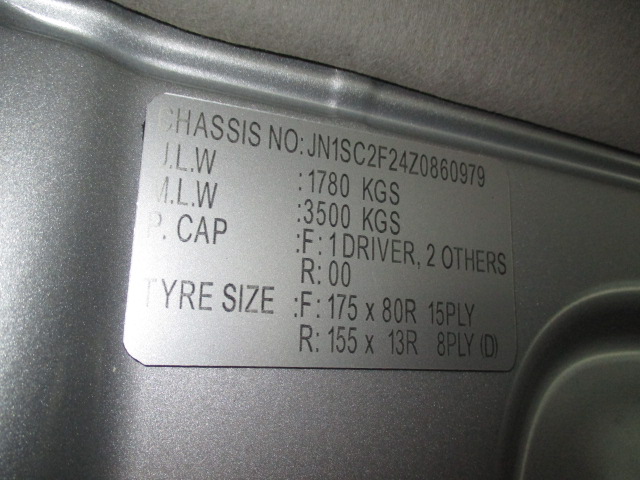 CHASSIS NO: JN1SC2F24Z0860979
U.L.W :1780 KGS
M.L.W :3500 KGS
P. CAP :F: 1 DRIVER, 2 OTHERS
R: 00
TYRE SIZE :F: 175 x 80R 15PLY
R: 155 x 13R 8PLY (D)